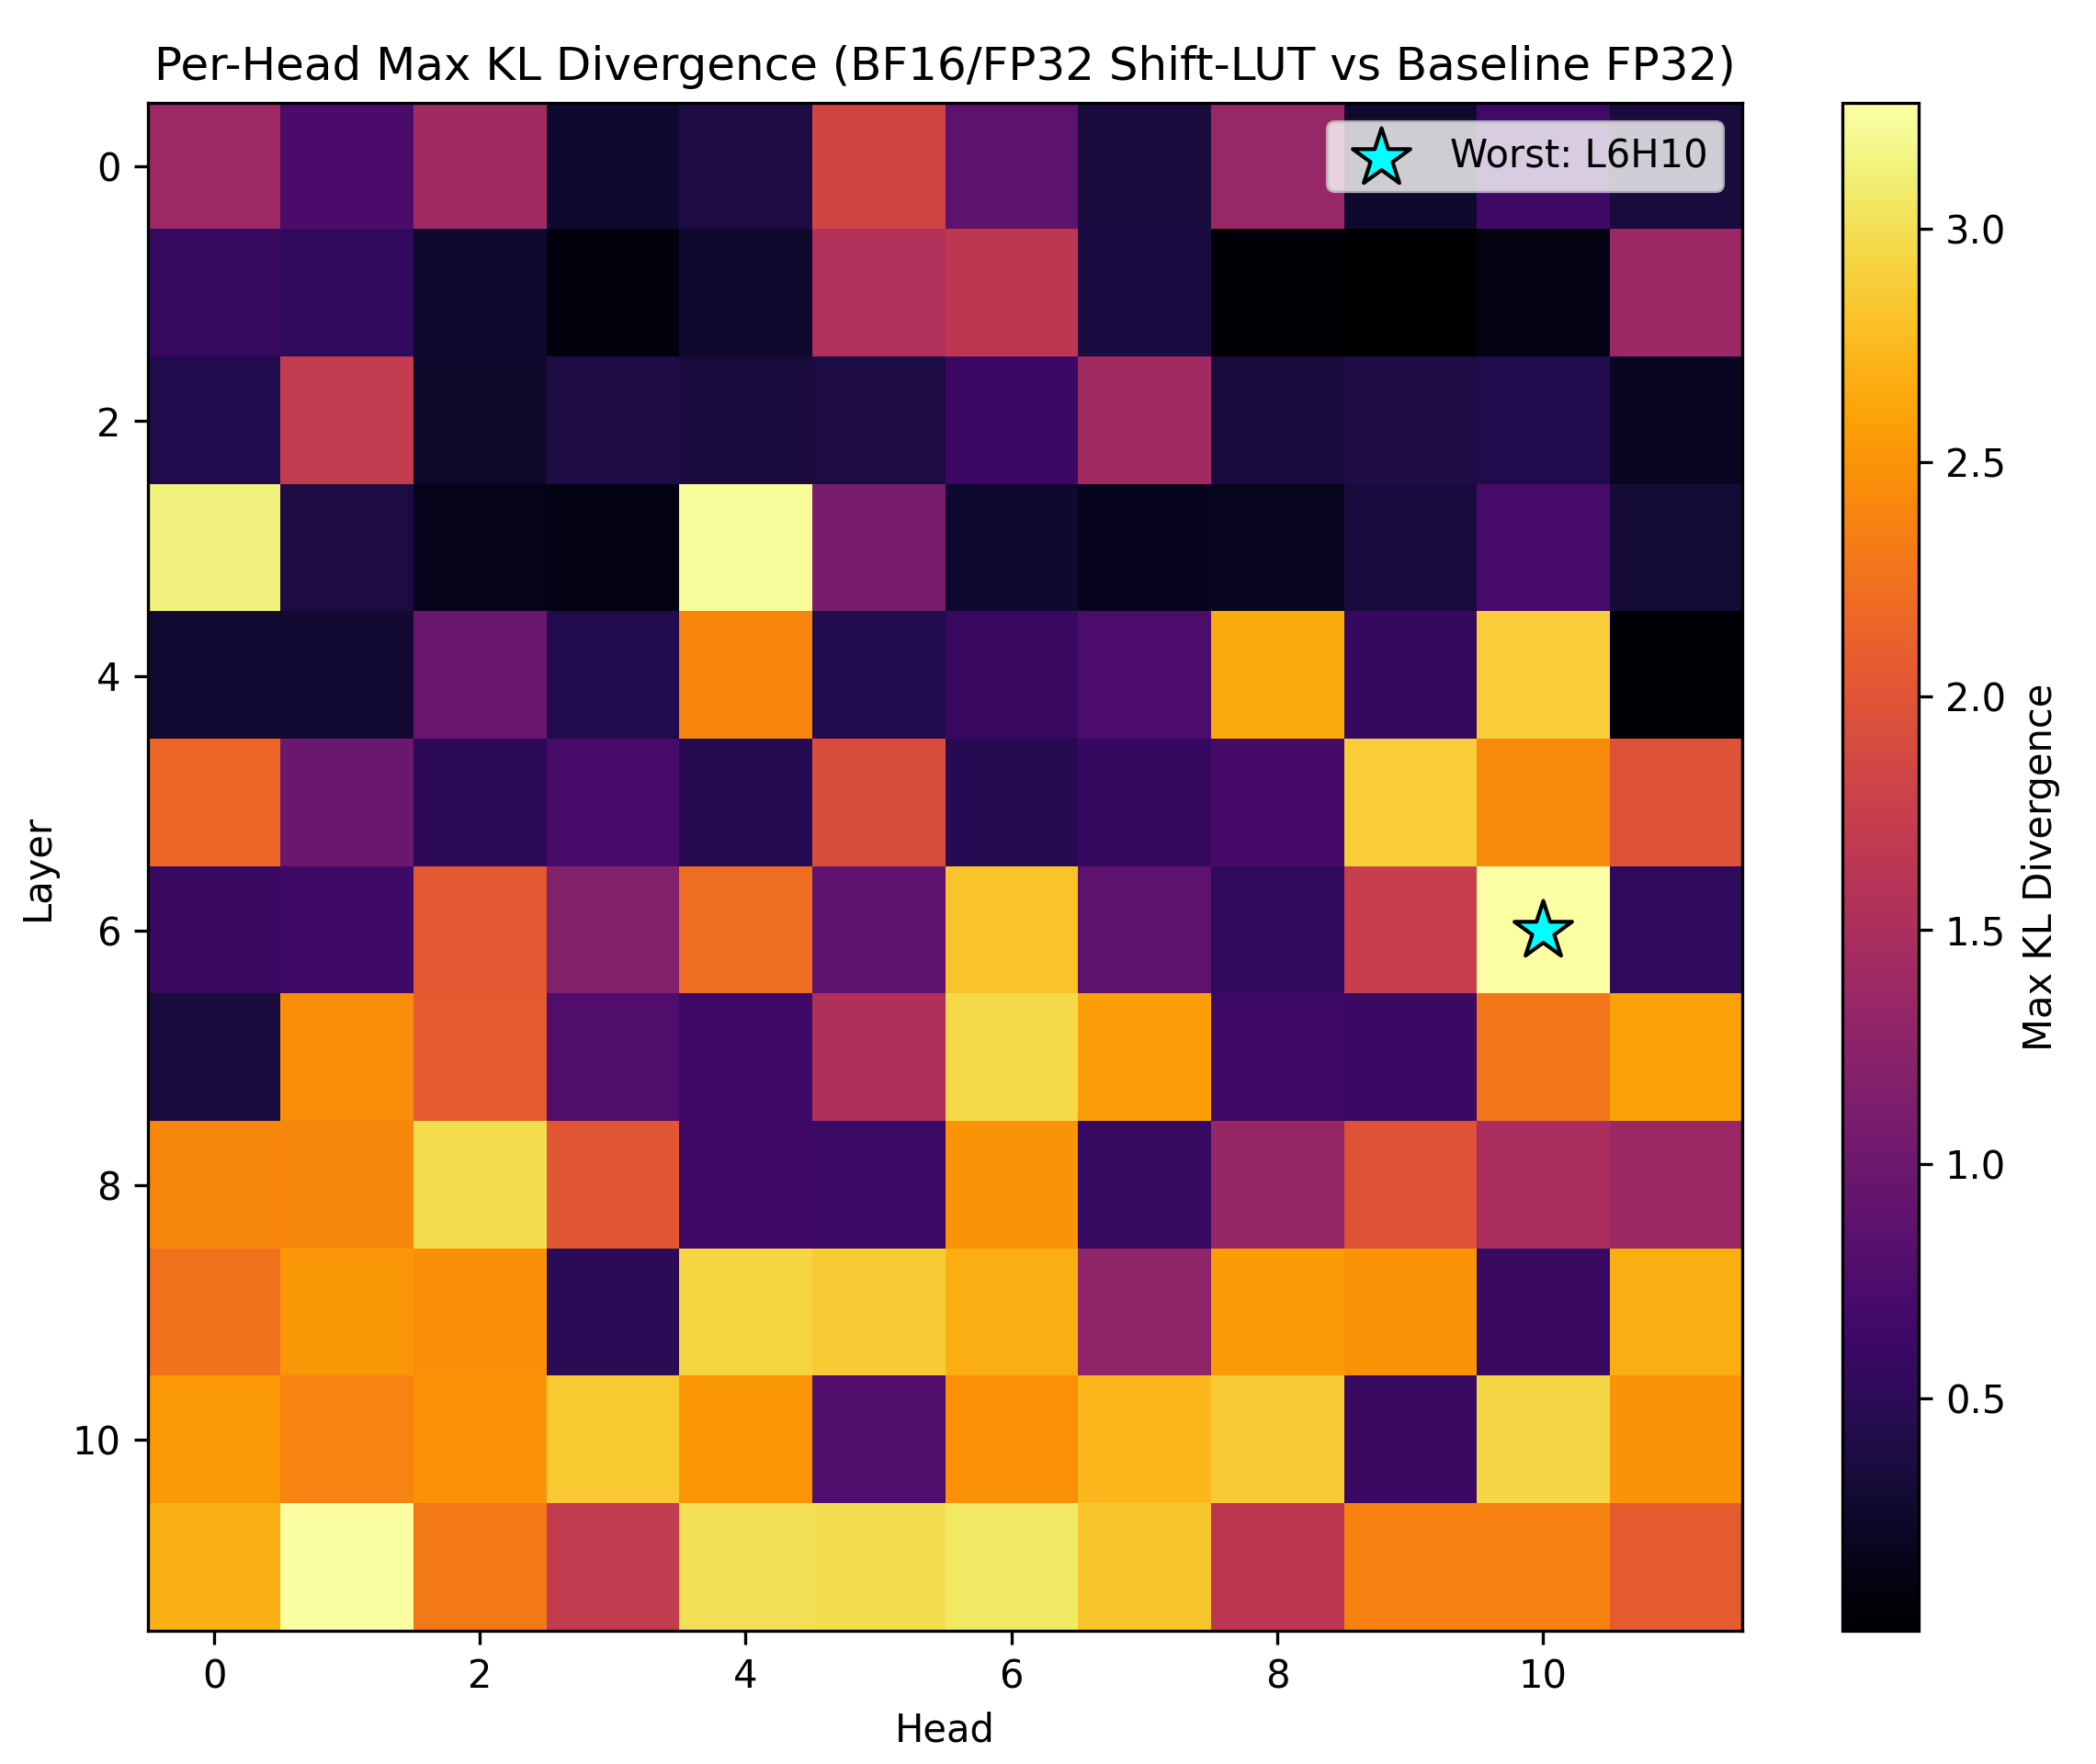 Per-Head Max KL Divergence (BF16/FP32 Shift-LUT vs Baseline FP32)
Worst: L6H10
0
2
4
6
8
10
Layer
0 2 4 6 8 10
Head
3.0
2.5
2.0
1.5
1.0
0.5
Max KL Divergence